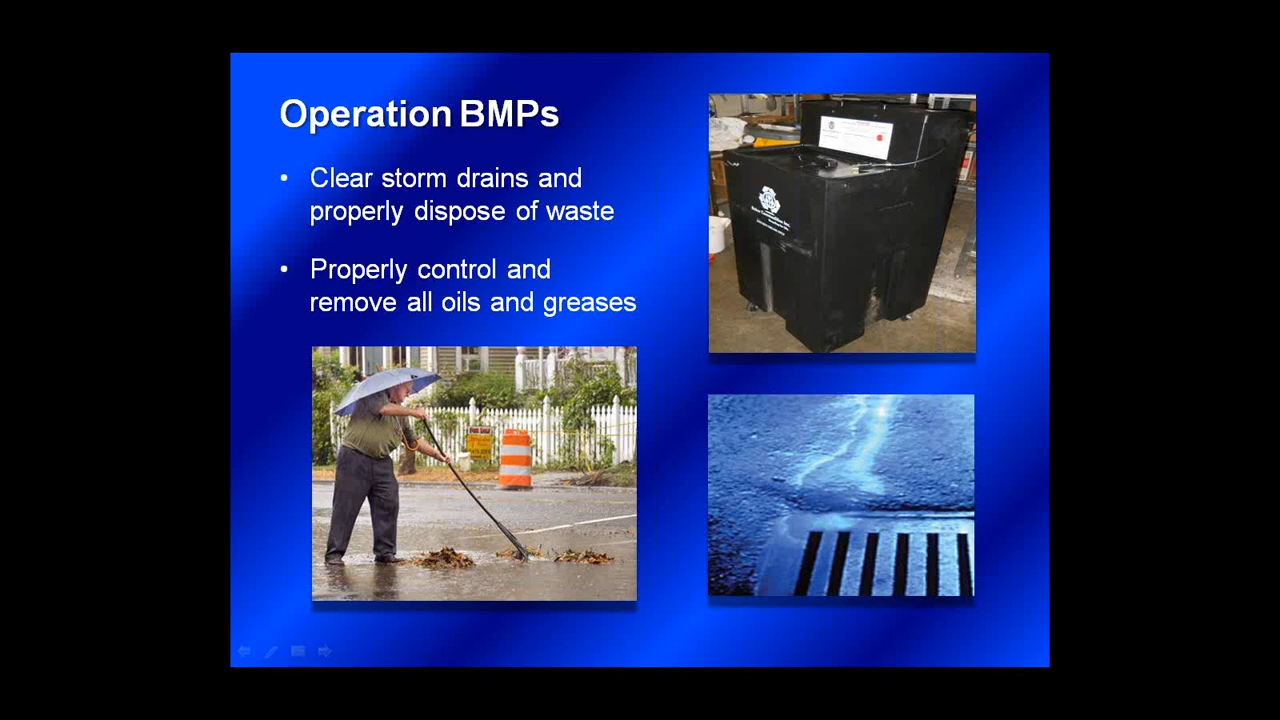 Operation BMPs
• Clear storm drains and
properly dispose of waste
• Properly control and
remove all oils and greases